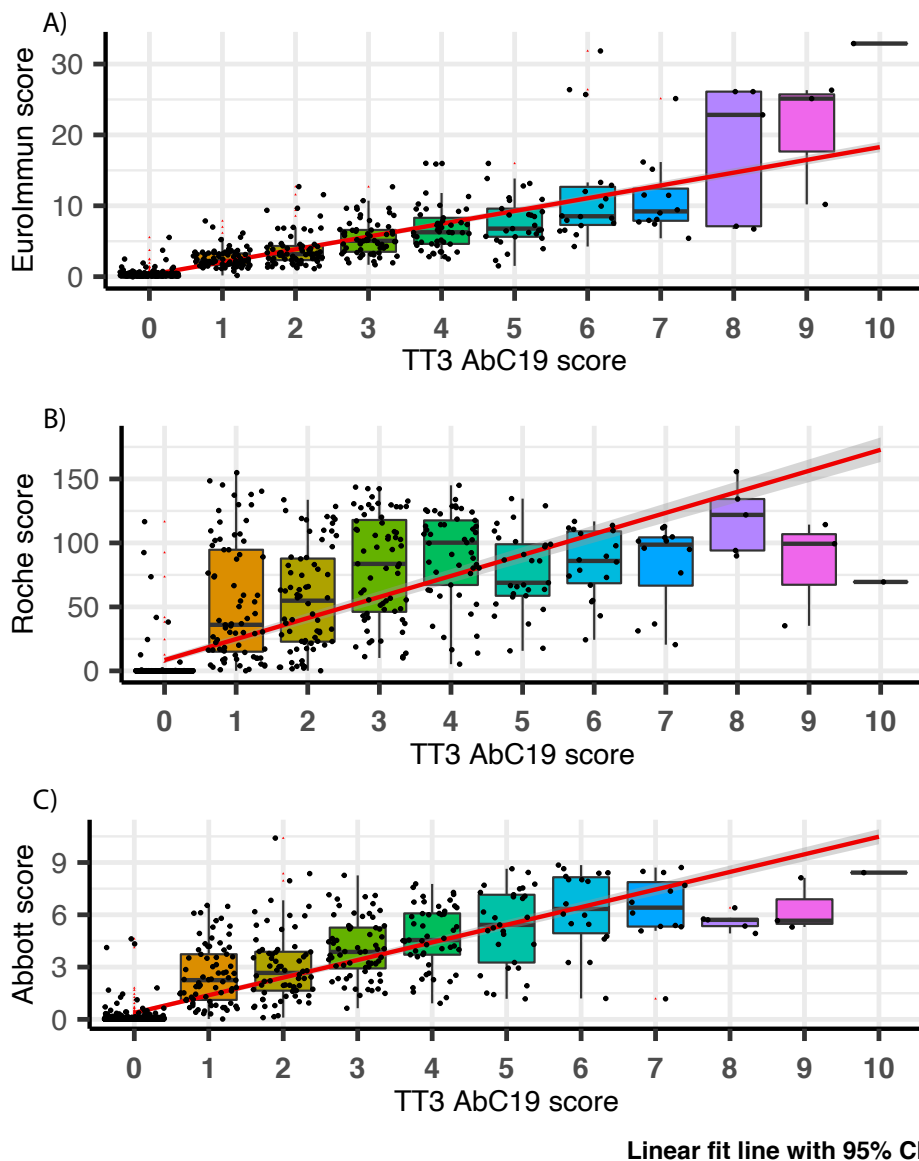 A)
EuroImmun score
30
20
10
0
0 1 2 3 4 5 6 7 8 9 10
TT3 AbC19 score
B)
Roche score
150
100
50
0
0 1 2 3 4 5 6 7 8 9 10
TT3 AbC19 score
C)
Abbott score
9
6
3
0
0 1 2 3 4 5 6 7 8 9 10
TT3 AbC19 score
Linear fit line with 95% CI